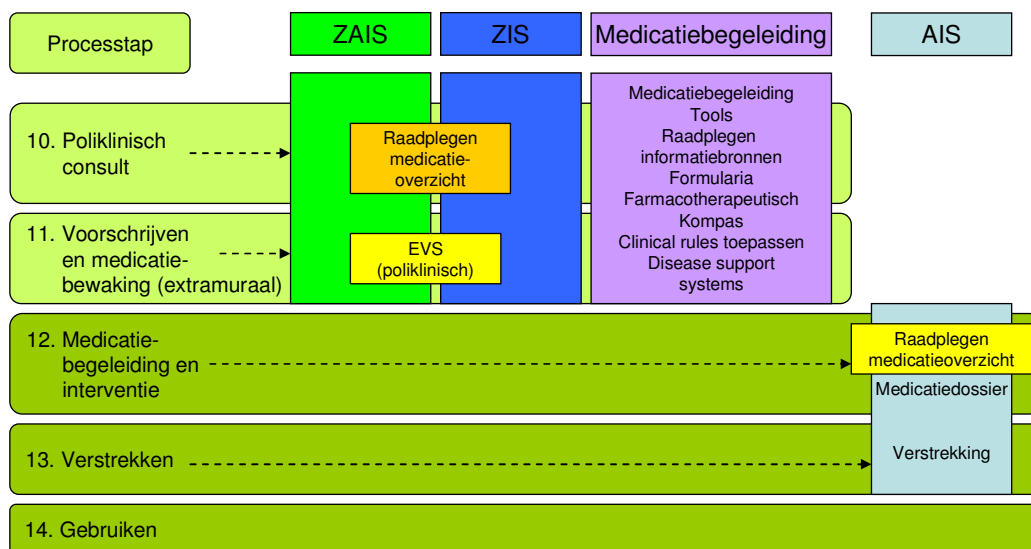 Processtap
ZAIS
ZIS
Medicatiebegeleiding
AIS
10. Poliklinisch
consult
Raadplegen
medicatie-
overzicht
Medicatiebegeleiding
Tools
Raadplegen
informatiebronnen
Formularia
Farmacotherapeutisch
Kompas
Clinical rules toepassen
Disease support
systems
11. Voorschrijven
en medicatie-
bewaking (extramuraal)
EVS
(poliklinisch)
12. Medicatie-
begeleiding en
interventie
Raadplegen
medicatieoverzicht
Medicatiedossier
13. Verstrekken
Verstrekking
14. Gebruiken